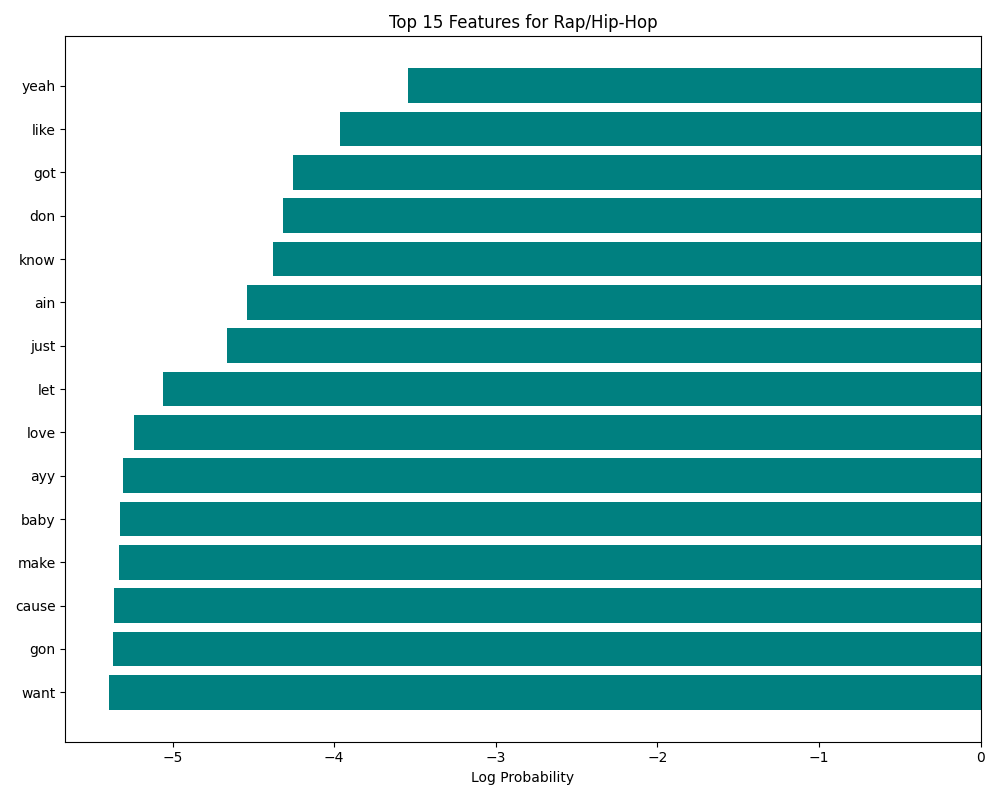 Top 15 Features for Rap/Hip-Hop
yeah
like
got
don
know
ain
just
let
love
ayy
baby
make
cause
gon
want
−5 −4 −3 −2 −1 0
Log Probability